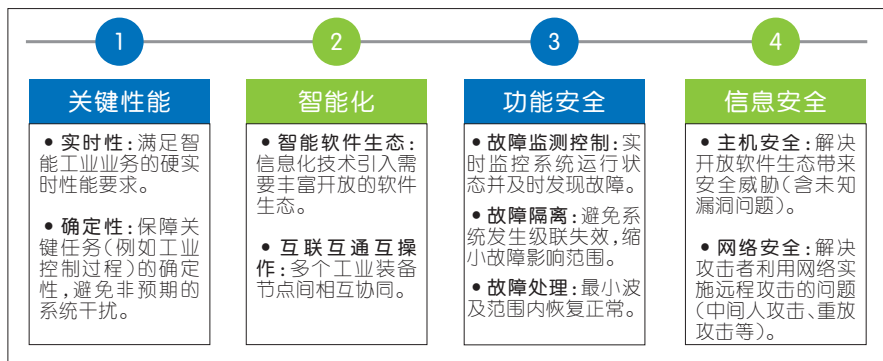 1
关键性能
• 实时性：满足智
能工业业务的硬实
时性能要求。
• 确定性：保障关
键任务(例如工业
控制过程)的确定
性，避免非预期的
系统干扰。
2
智能化
• 智能软件生态：
信息化技术引入需
要丰富开放的软件
生态。
• 互联互通互操
作：多个工业装备
节点间相互协同。
3
功能安全
• 故障监测控制：实
时监控系统运行状
态并及时发现故障。
• 故障隔离：避免系
统发生级联失效，缩
小故障影响范围。
• 故障处理：最小波
及范围内恢复正常。
4
信息安全
• 主机安全：解决
开放软件生态带来
安全威胁(含未知
漏洞问题)。
• 网络安全：解决
攻击者利用网络实
施远程攻击的问题
(中间人攻击、重放
攻击等)。